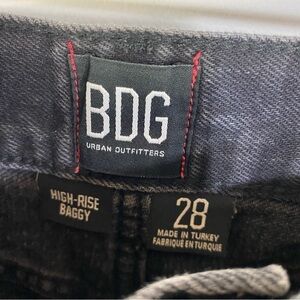 BDG
URBAN OUTFITTERS
HIGH-RISE
BAGGY
28
MADE IN TURKEY
FABRIQUÉ EN TURQUIE